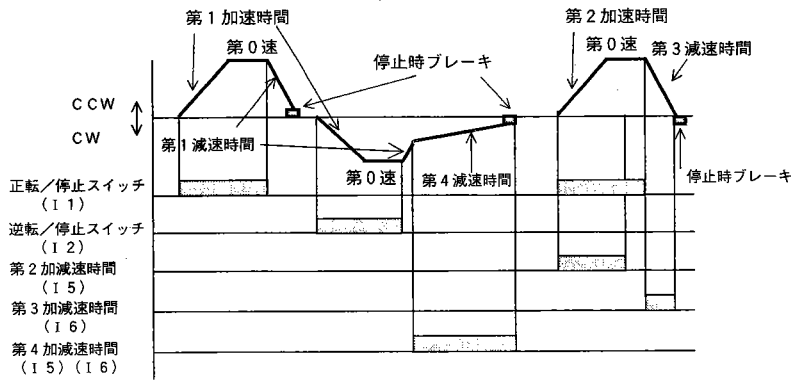 第1加速時間
第0速
停止時ブレーキ
第2加速時間
第0速
第3減速時間
CCW
CW
第1減速時間
第0速
第4減速時間
停止時ブレーキ
正転/停止スイッチ
(I1)
逆転/停止スイッチ
(I2)
第2加減速時間
(I5)
第3加減速時間
(I6)
第4加減速時間
(I5)(I6)